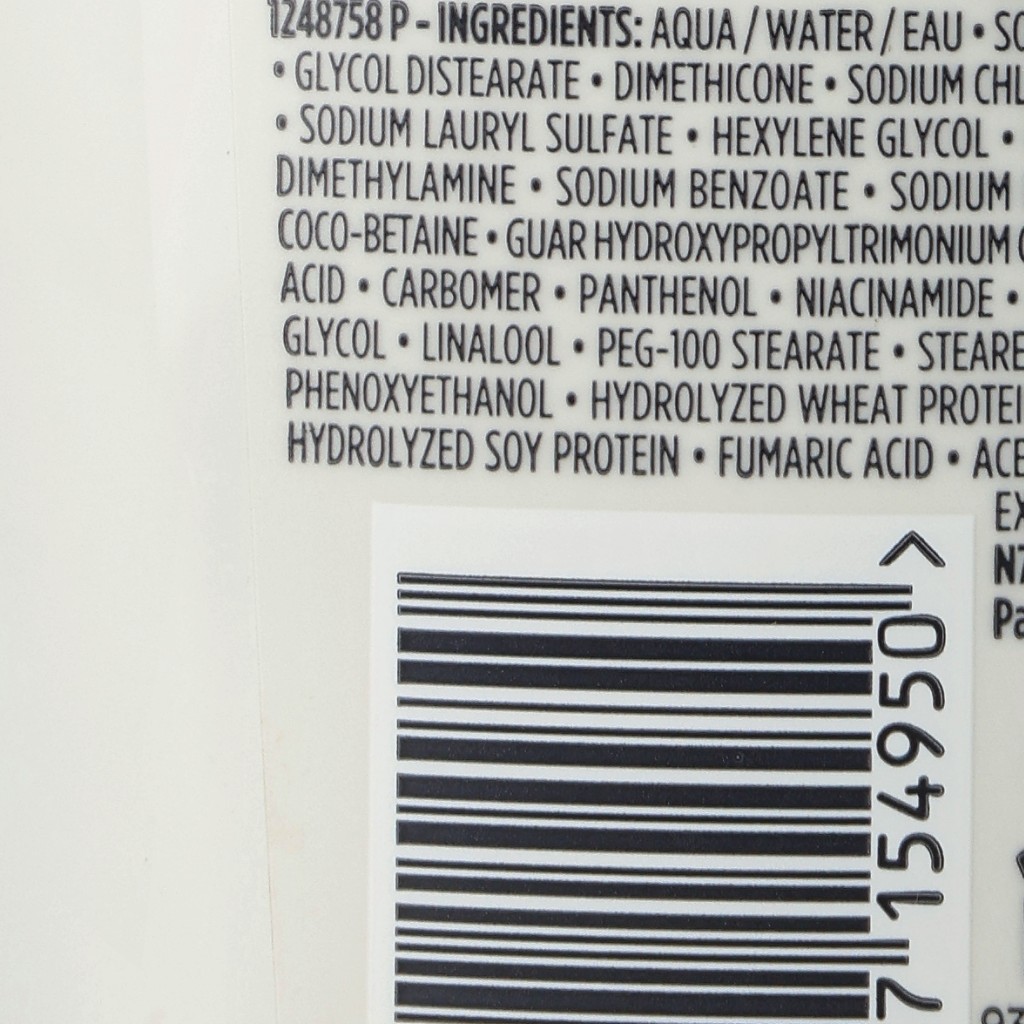 1248758 P - INGREDIENTS: AQUA / WATER / EAU •
• GLYCOL DISTEARATE • DIMETHICONE • SODIUM
• SODIUM LAURYL SULFATE • HEXYLENE GLYCOL •
DIMETHYLAMINE • SODIUM BENZOATE • SODIUM
COCO-BETAINE • GUAR HYDROXYPROPYLTRIMONIUM
ACID • CARBOMER • PANTHENOL • NIACINAMIDE •
GLYCOL • LINALOOL • PEG-100 STEARATE •
PHENOXYETHANOL • HYDROLYZED WHEAT
HYDROLYZED SOY PROTEIN • FUMARIC ACID •
7 154950 >